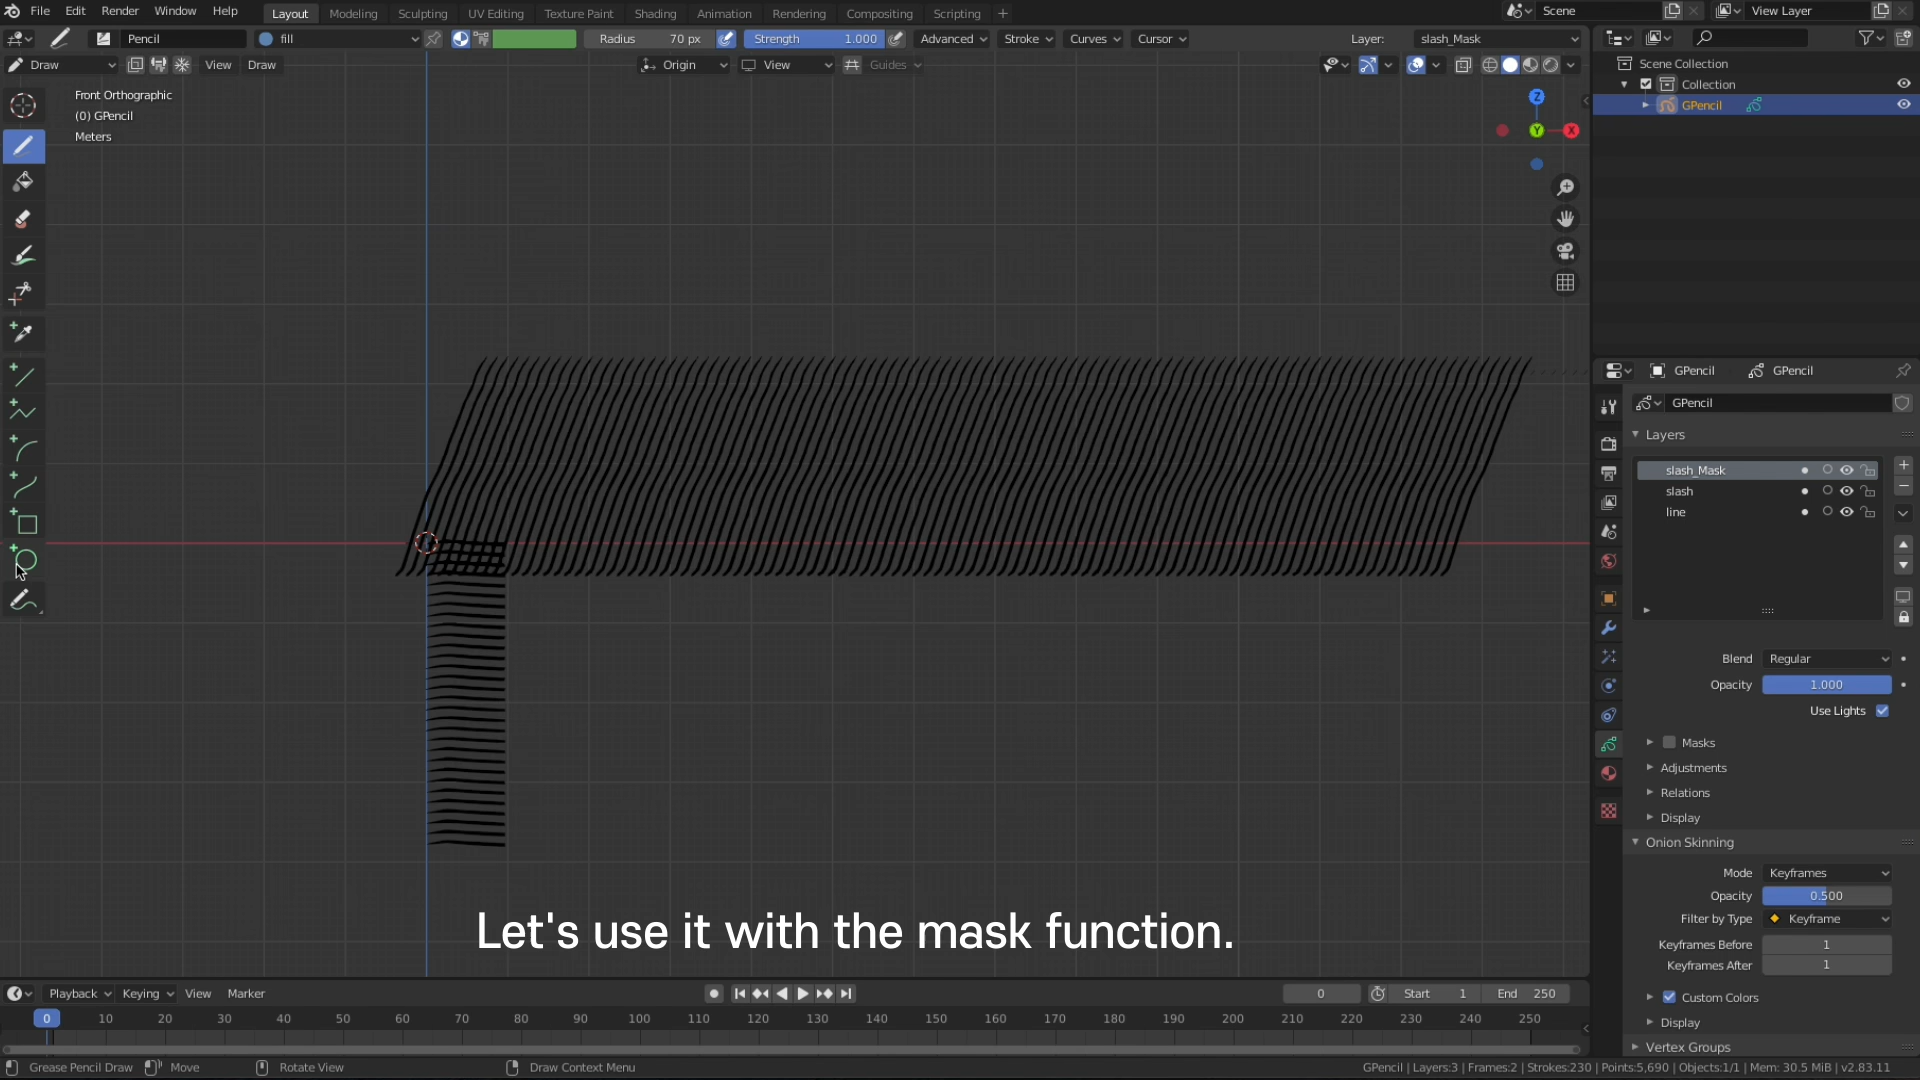 File Edit Render Window Help Layout Modeling Sculpting UV Editing Texture Paint Shading Animation Rendering Compositing Scripting + Scene View Layer
Pencil fill Radius 70 px Strength 1.000 Advanced Stroke Curves Cursor Layer: slash_Mask
Draw View Draw Origin View Guides
Scene Collection
Collection
GPencil
Front Orthographic
(0) GPencil
Meters
Z
Y
X
GPencil GPencil
GPencil
Layers
slash_Mask
slash
line
Blend Regular
Opacity 1.000
Use Lights
Masks
Adjustments
Relations
Display
Onion Skinning
Mode Keyframes
Opacity 0.500
Filter by Type Keyframe
Keyframes Before 1
Keyframes After 1
Custom Colors
Display
Vertex Groups
Let's use it with the mask function.
Playback Keying View Marker 0 Start 1 End 250
0 10 20 30 40 50 60 70 80 90 100 110 120 130 140 150 160 170 180 190 200 210 220 230 240 250
Grease Pencil Draw Move Rotate View Draw Context Menu GPencil | Layers:3 | Frames:2 | Strokes:230 | Points:5,690 | Objects:1/1 | Mem: 30.5 MiB | v2.83.11